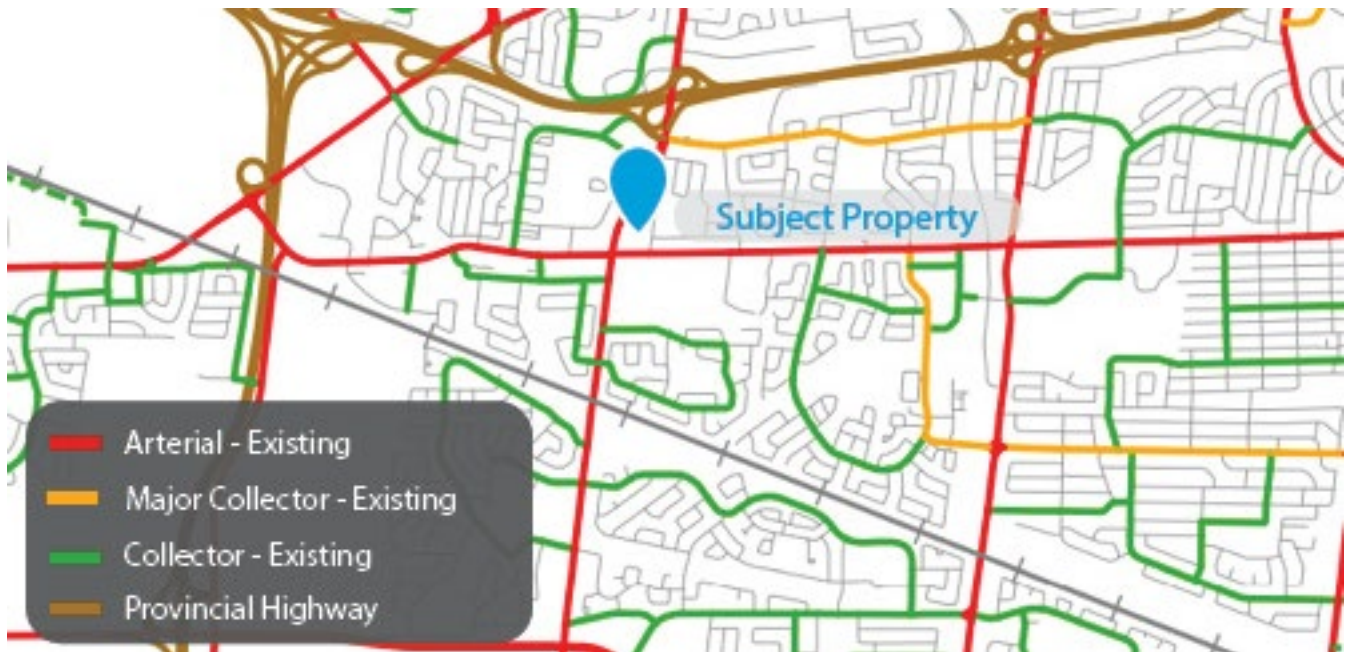 Subject Property
Arterial - Existing
Major Collector - Existing
Collector - Existing
Provincial Highway